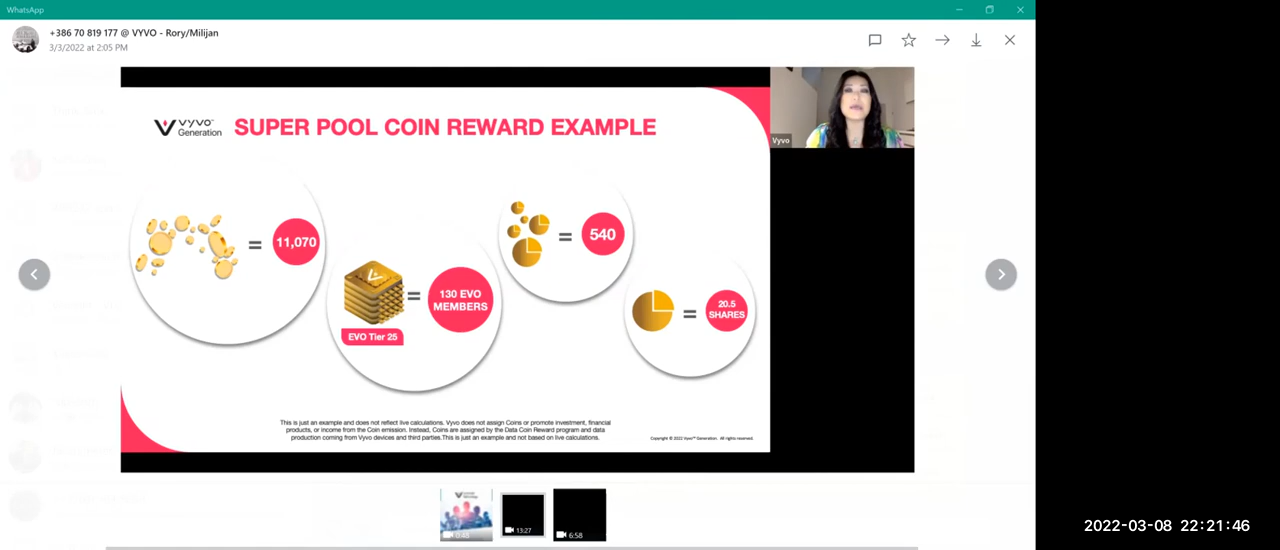 WhatsApp
+386 70 819 177 @ VYVO - Rory/Milijan
3/3/2022 at 2:05 PM
vyvo™
Generation
SUPER POOL COIN REWARD EXAMPLE
Vyvo
= 11,070
= 130 EVO
MEMBERS
EVO Tier 25
= 540
= 20.5
SHARES
This is just an example and does not reflect live calculations. Vyvo does not assign Coins or promote investment, financial
products, or income from the Coin emission. Instead, Coins are assigned by the Data Coin Reward program and data
production coming from Vyvo devices and third parties.This is just an example and not based on live calculations.
Copyright © 2022 Vyvo™ Generation. All rights reserved.
13:27
6:58
2022-03-08 22:21:46